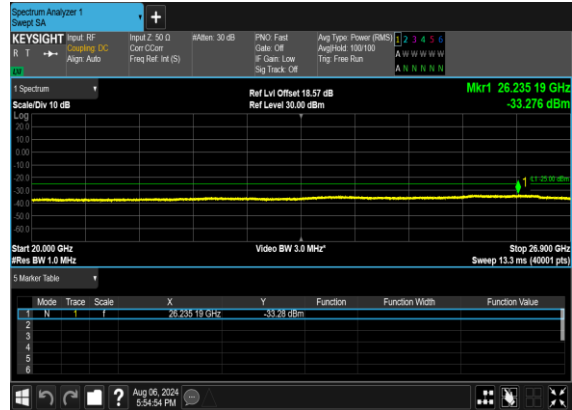 Spectrum Analyzer 1
Swept SA
+
KEYSIGHT
R T
Input: RF
Coupling: DC
Align: Auto
Input Z: 50 Ω
Corr CCorr
Freq Ref: Int (S)
#Atten: 30 dB
PNO: Fast
Gate: Off
IF Gain: Low
Sig Track: Off
Avg Type: Power (RMS)
Avg|Hold: 100/100
Trig: Free Run
1 2 3 4 5 6
A W W W W W
A N N N N N
1 Spectrum
Scale/Div 10 dB
Ref Lvl Offset 18.57 dB
Ref Level 30.00 dBm
Mkr1 26.235 19 GHz
-33.276 dBm
Log
20.0
10.0
0.00
-10.0
-20.0
-30.0
-40.0
-50.0
-60.0
1
Start 20.000 GHz
#Res BW 1.0 MHz
Video BW 3.0 MHz*
Stop 26.900 GHz
Sweep 13.3 ms (40001 pts)
5 Marker Table
Mode Trace Scale X Y Function Function Width Function Value
1 N 1 f 26.235 19 GHz -33.28 dBm
2
3
4
5
6
?
Aug 06, 2024
5:54:54 PM